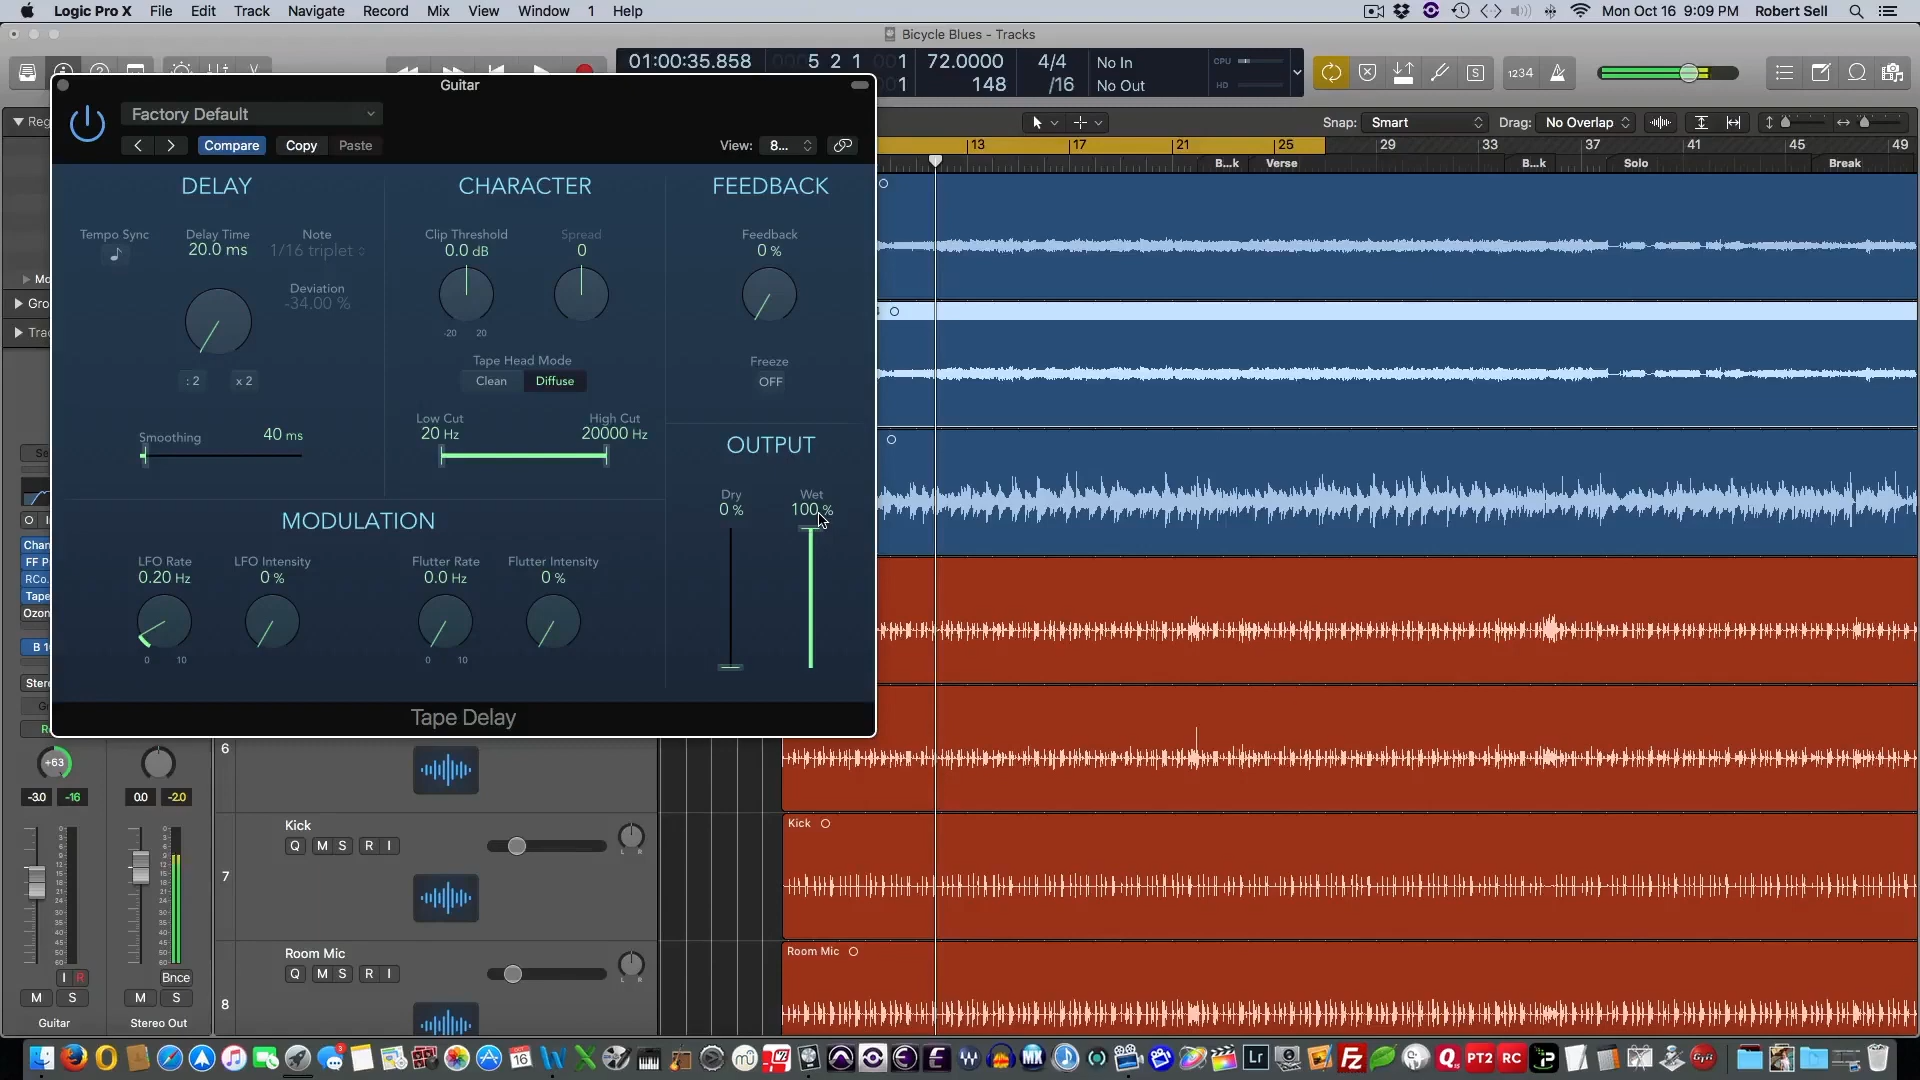 Logic Pro X File Edit Track Navigate Record Mix View Window 1 Help
Mon Oct 16 9:09 PM Robert Sell
Bicycle Blues - Tracks
01:00:35.858
5 2 1 1
72.0000
148
4/4
/16
No In
No Out
CPU
HD
1234
Guitar
Factory Default
Compare
Copy
Paste
View:
8...
Snap: Smart
Drag: No Overlap
13 17 21 25 29 33 37 41 45 49
B...k Verse B...k Solo Break
DELAY
Tempo Sync
Delay Time
20.0 ms
Note
1/16 triplet
Deviation
-34.00 %
: 2
x 2
Smoothing
40 ms
CHARACTER
Clip Threshold
0.0 dB
-20 20
Spread
0
Tape Head Mode
Clean
Diffuse
Low Cut
20 Hz
High Cut
20000 Hz
FEEDBACK
Feedback
0 %
Freeze
OFF
OUTPUT
Dry
0 %
Wet
100 %
MODULATION
LFO Rate
0.20 Hz
0 10
LFO Intensity
0 %
Flutter Rate
0.0 Hz
0 10
Flutter Intensity
0 %
Tape Delay
+63
-3.0 -16
0.0 -2.0
I R
Bnce
M S
M S
Guitar
Stereo Out
6
Kick
Q M S R I
L R
7
Room Mic
Q M S R I
L R
8
Kick
Room Mic